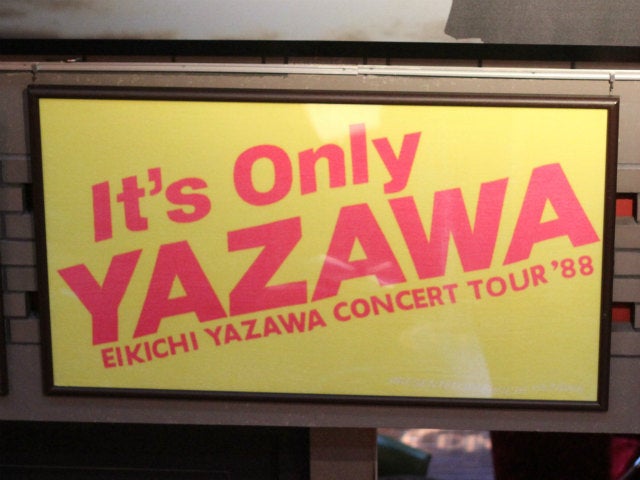 It's Only
YAZAWA
EIKICHI YAZAWA CONCERT TOUR '88